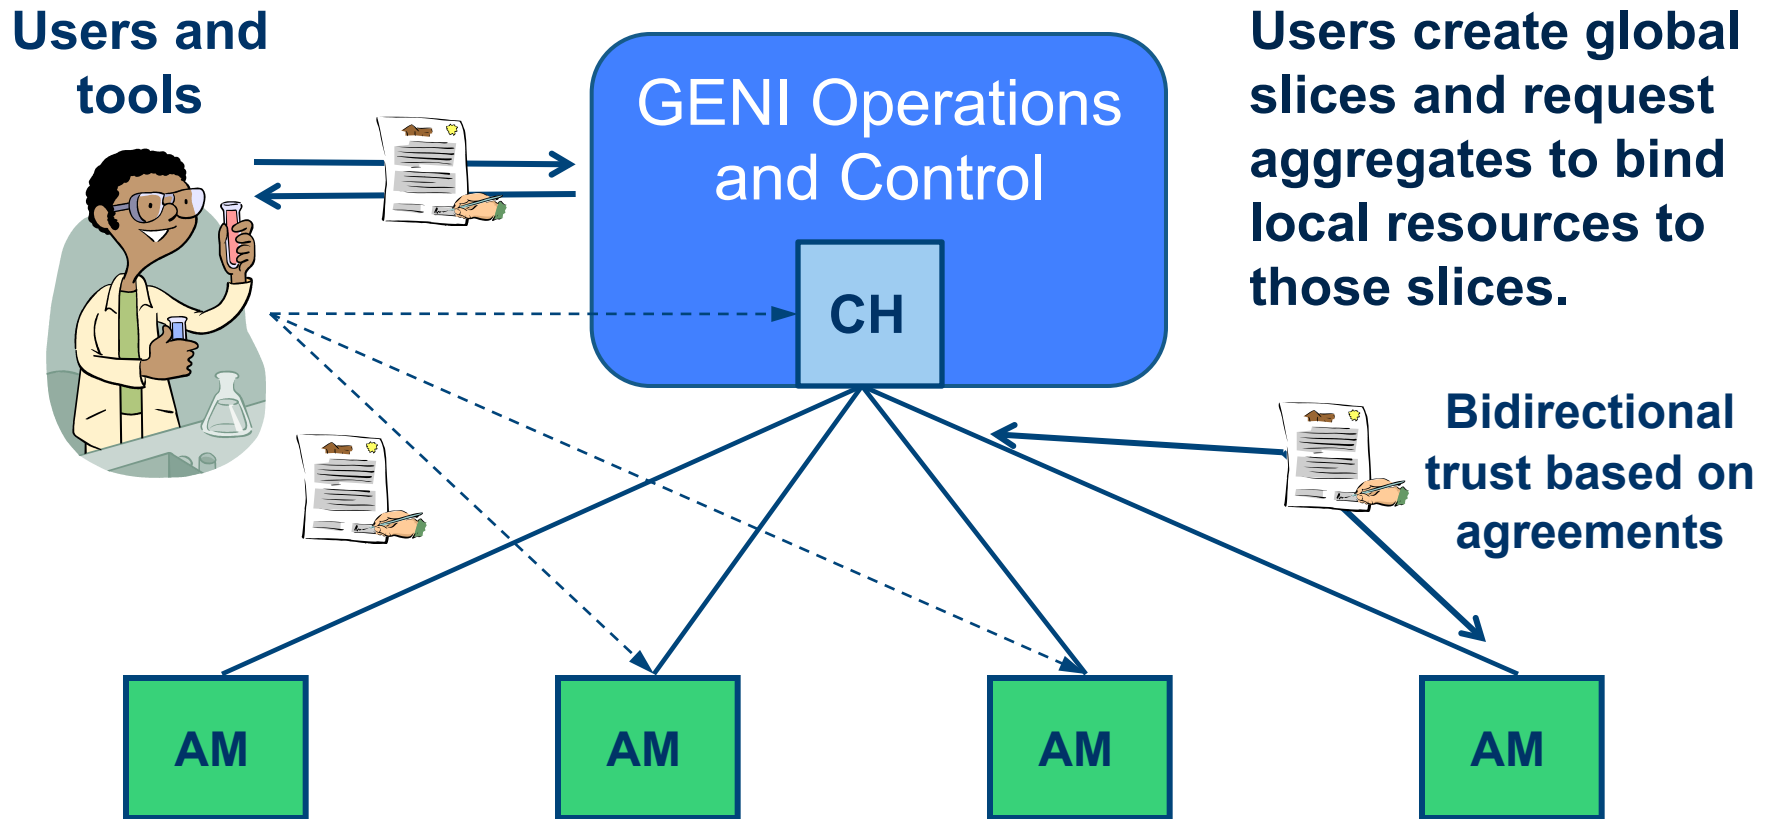 Users and
tools
GENI Operations
and Control
CH
Users create global
slices and request
aggregates to bind
local resources to
those slices.
Bidirectional
trust based on
agreements
AM
AM
AM
AM